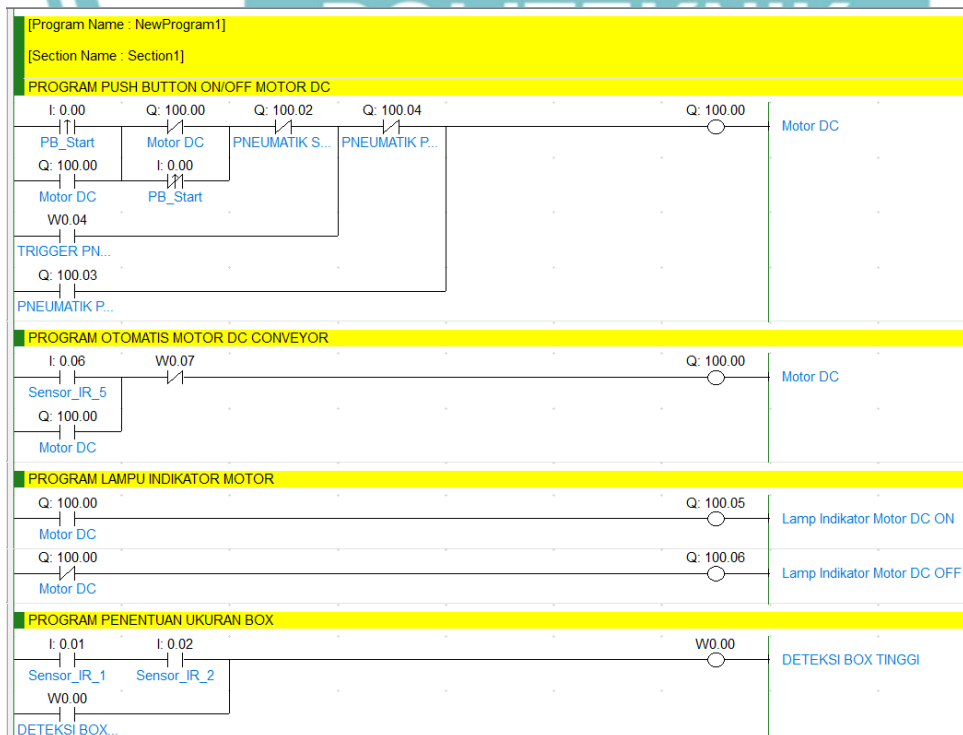 POLITEKNIK
[Program Name : NewProgram1]
[Section Name : Section1]
PROGRAM PUSH BUTTON ON/OFF MOTOR DC
I: 0.00 Q: 100.00 Q: 100.02 Q: 100.04 Q: 100.00
PB_Start Motor DC PNEUMATIK S... PNEUMATIK P... Motor DC
Q: 100.00 I: 0.00
Motor DC PB_Start
W0.04
TRIGGER PN...
Q: 100.03
PNEUMATIK P...
PROGRAM OTOMATIS MOTOR DC CONVEYOR
I: 0.06 W0.07 Q: 100.00
Sensor_IR_5 Motor DC
Q: 100.00
Motor DC
PROGRAM LAMPU INDIKATOR MOTOR
Q: 100.00 Q: 100.05
Motor DC Lamp Indikator Motor DC ON
Q: 100.00 Q: 100.06
Motor DC Lamp Indikator Motor DC OFF
PROGRAM PENENTUAN UKURAN BOX
I: 0.01 I: 0.02 W0.00
Sensor_IR_1 Sensor_IR_2 DETEKSI BOX TINGGI
W0.00
DETEKSI BOX...